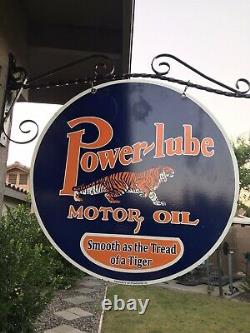 Power-lube
MOTOR OIL
Smooth as the Tread
of a Tiger